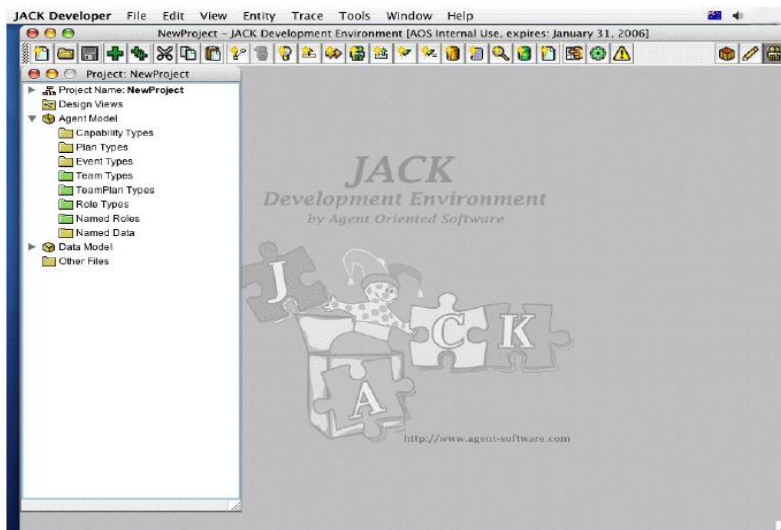 JACK Developer File Edit View Entity Trace Tools Window Help
NewProject – JACK Development Environment [AOS Internal Use, expires: January 31, 2006]
Project: NewProject
Project Name: NewProject
Design Views
Agent Model
Capability Types
Plan Types
Event Types
Team Types
TeamPlan Types
Role Types
Named Roles
Named Data
Data Model
Other Files
JACK
Development Environment
by Agent Oriented Software
J
A
C
K
http://www.agent-software.com